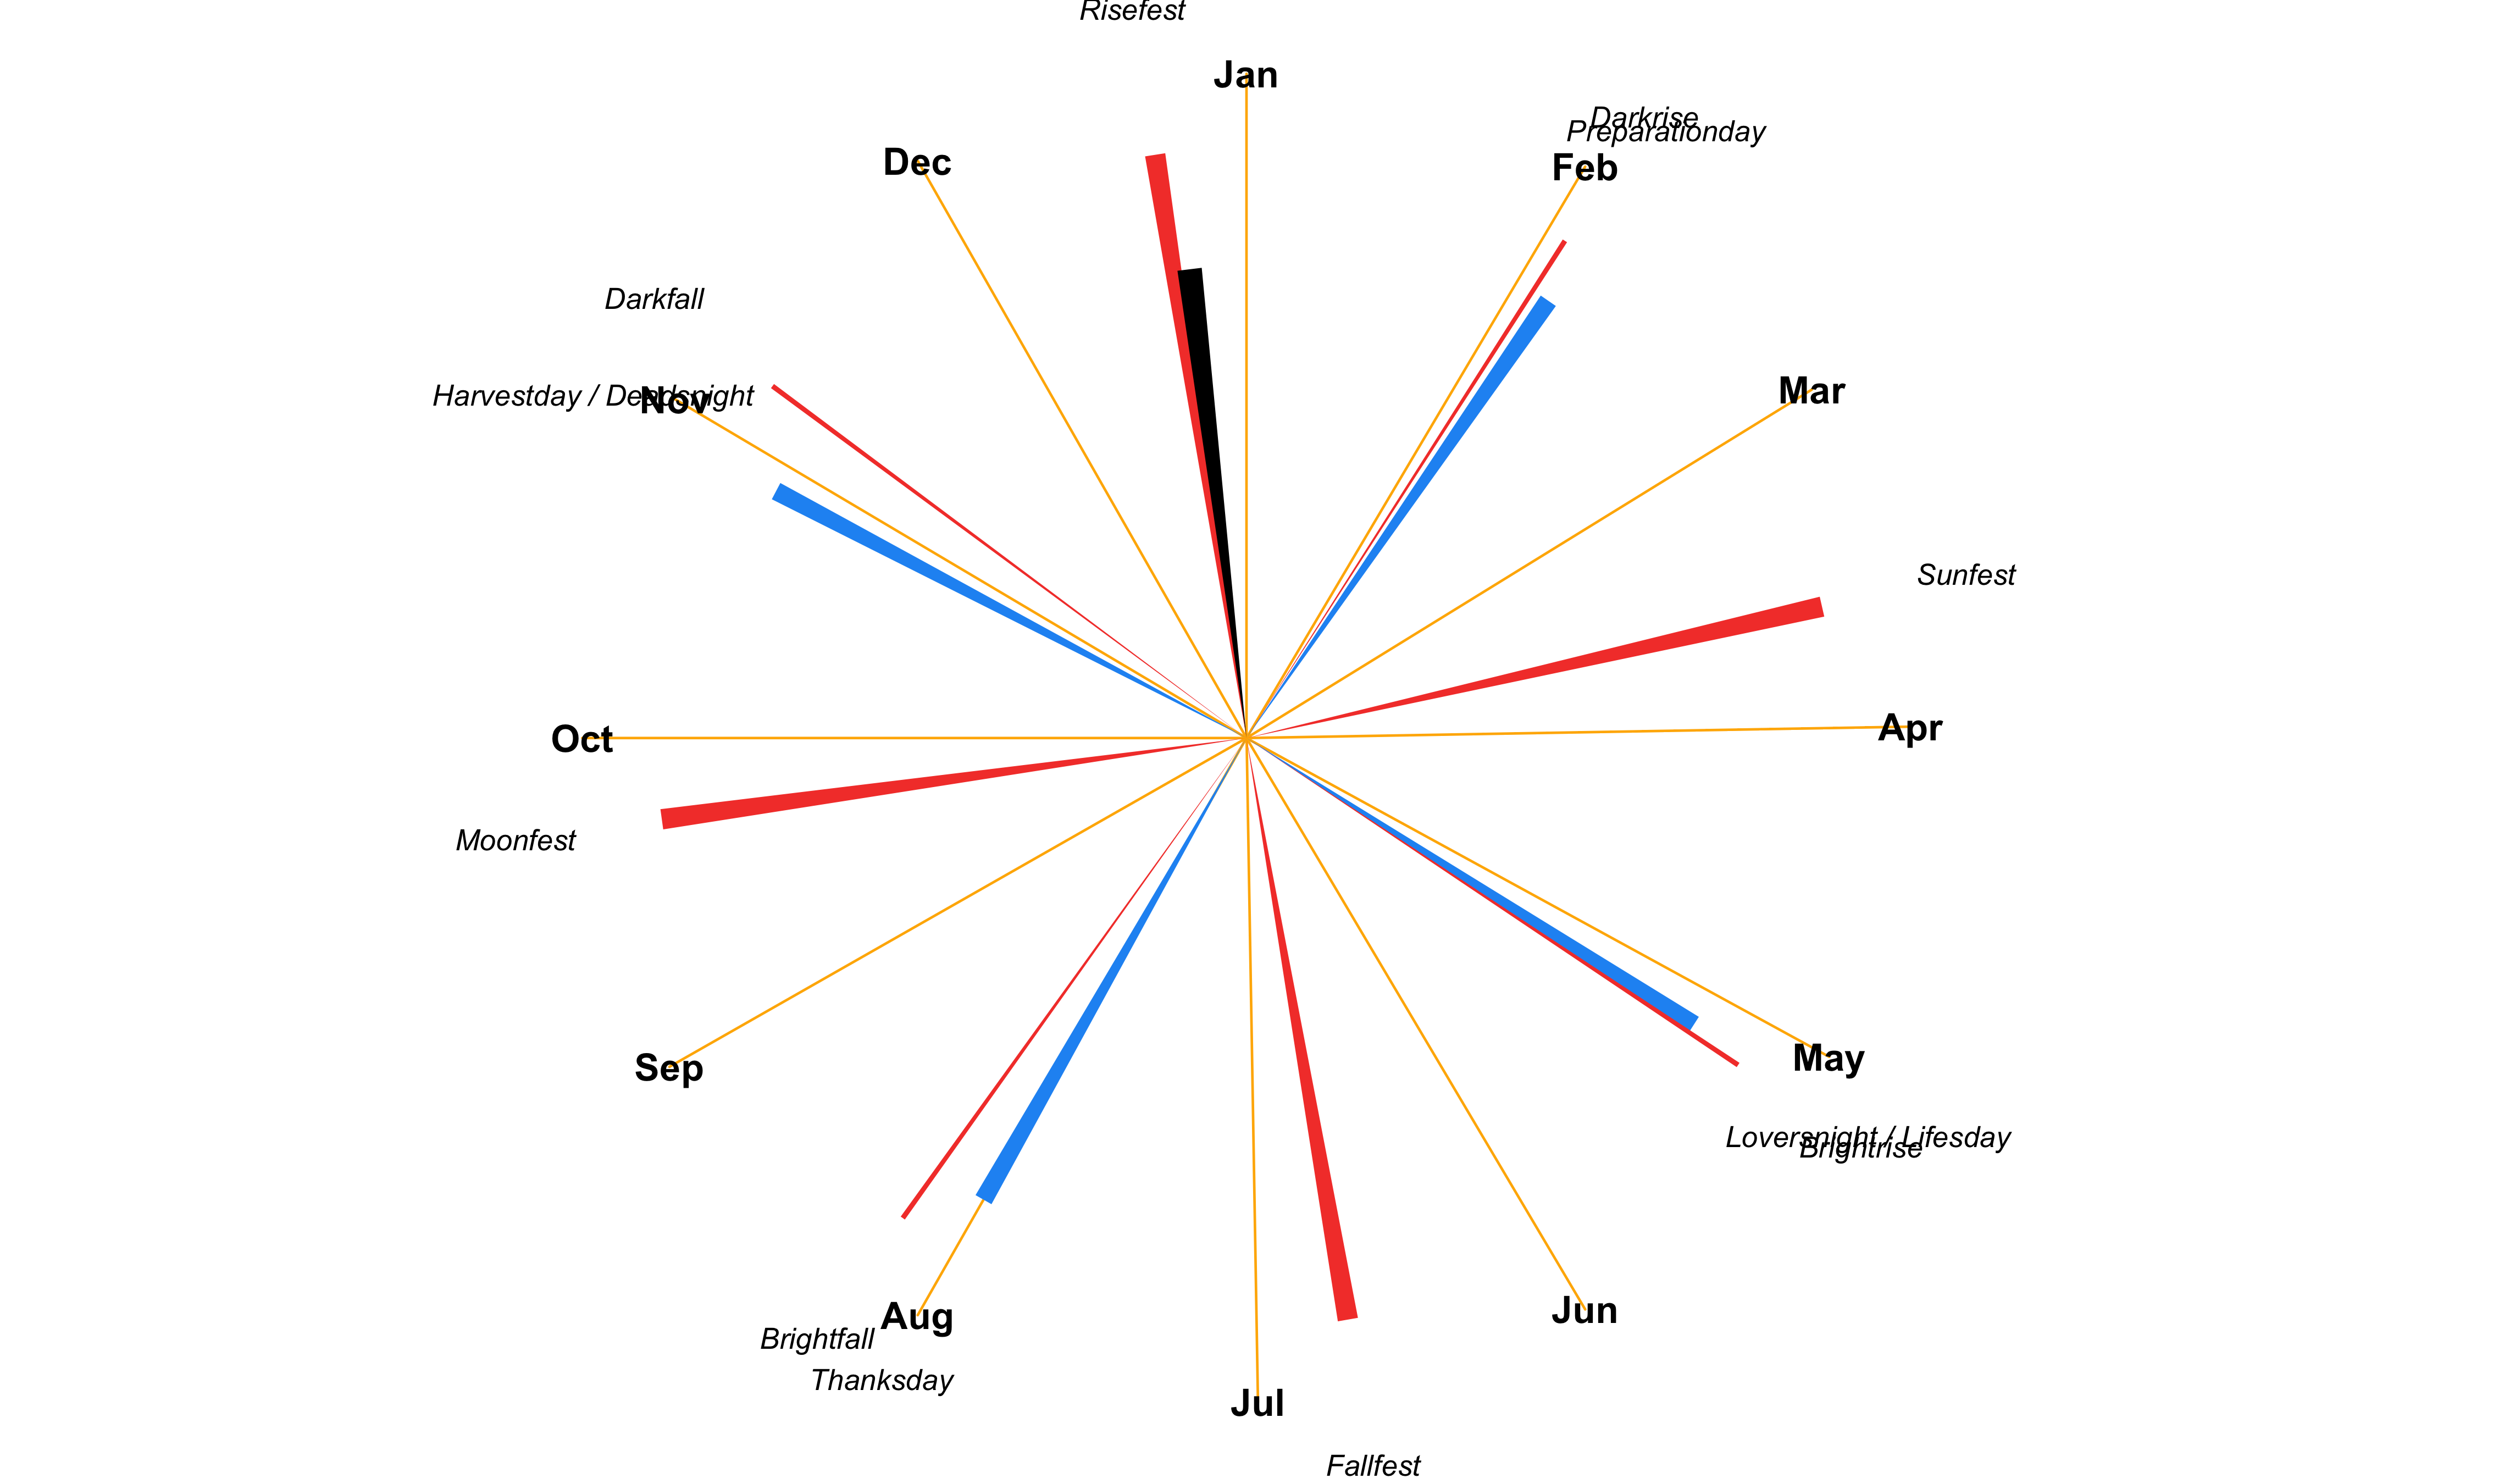 Risefest
Jan
Darkrise
Preparationday
Dec
Feb
Darkfall
Mar
Harvestday / Deadsnight
Nov
Sunfest
Apr
Oct
Moonfest
May
Sep
Loversnight / Lifesday
Brightrise
Jun
Aug
Brightfall
Thanksday
Jul
Fallfest